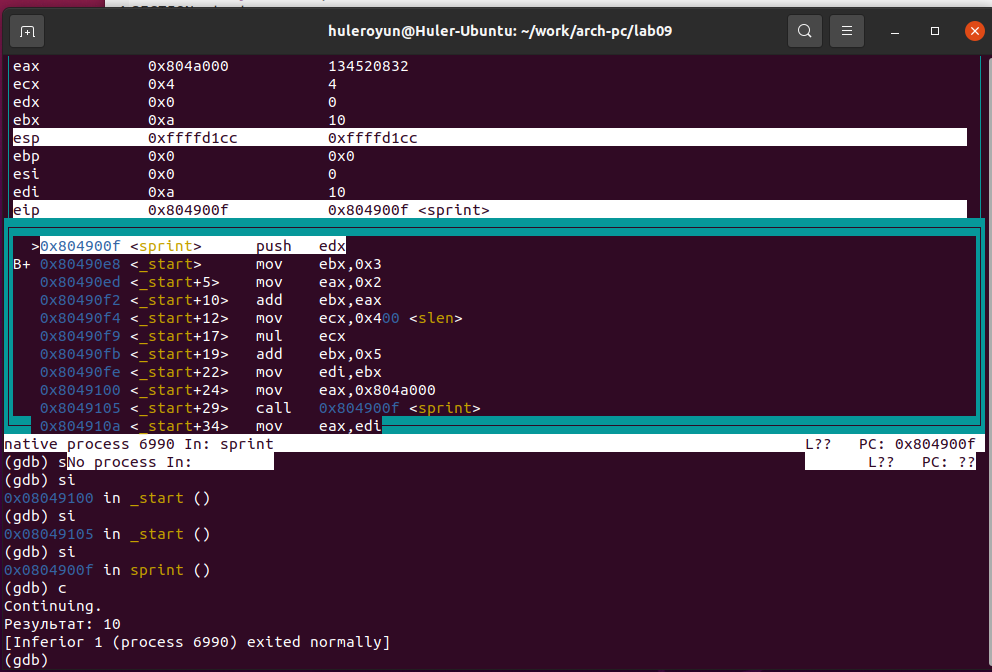 huleroyun@Huler-Ubuntu: ~/work/arch-pc/lab09
eax 0x804a000 134520832
ecx 0x4 4
edx 0x0 0
ebx 0xa 10
esp 0xffffd1cc 0xffffd1cc
ebp 0x0 0x0
esi 0x0 0
edi 0xa 10
eip 0x804900f 0x804900f <sprint>
>0x804900f <sprint> push edx
B+ 0x80490e8 <_start> mov ebx,0x3
0x80490ed <_start+5> mov eax,0x2
0x80490f2 <_start+10> add ebx,eax
0x80490f4 <_start+12> mov ecx,0x400 <slen>
0x80490f9 <_start+17> mul ecx
0x80490fb <_start+19> add ebx,0x5
0x80490fe <_start+22> mov edi,ebx
0x8049100 <_start+24> mov eax,0x804a000
0x8049105 <_start+29> call 0x804900f <sprint>
0x804910a <_start+34> mov eax,edi
native process 6990 In: sprint L?? PC: 0x804900f
(gdb) sNo process In: L?? PC: ??
(gdb) si
0x08049100 in _start ()
(gdb) si
0x08049105 in _start ()
(gdb) si
0x0804900f in sprint ()
(gdb) c
Continuing.
Результат: 10
[Inferior 1 (process 6990) exited normally]
(gdb)